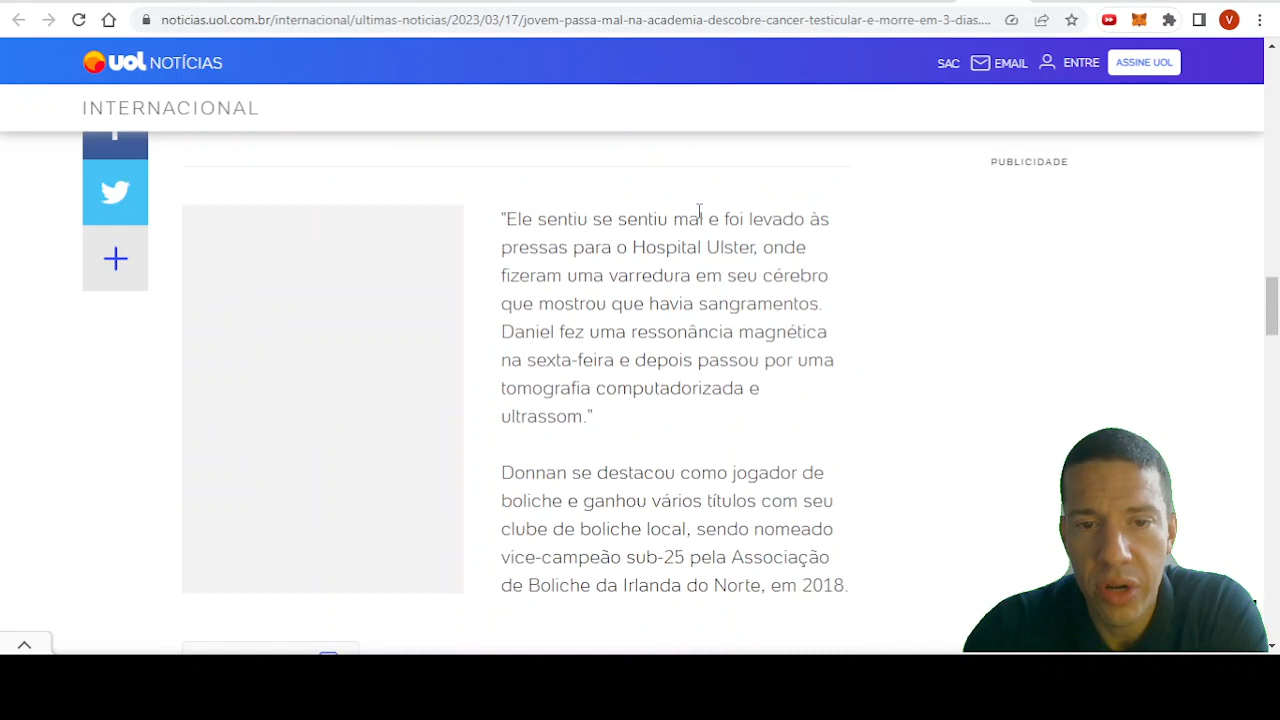 noticias.uol.com.br/internacional/ultimas-noticias/2023/03/17/jovem-passa-mal-na-academia-descobre-cancer-testicular-e-morre-em-3-dias....
V
UOL NOTÍCIAS
SAC
EMAIL
ENTRE
ASSINE UOL
INTERNACIONAL
PUBLICIDADE
"Ele sentiu se sentiu mal e foi levado às
pressas para o Hospital Ulster, onde
fizeram uma varredura em seu cérebro
que mostrou que havia sangramentos.
Daniel fez uma ressonância magnética
na sexta-feira e depois passou por uma
tomografia computadorizada e
ultrassom."
Donnan se destacou como jogador de
boliche e ganhou vários títulos com seu
clube de boliche local, sendo nomeado
vice-campeão sub-25 pela Associação
de Boliche da Irlanda do Norte, em 2018.